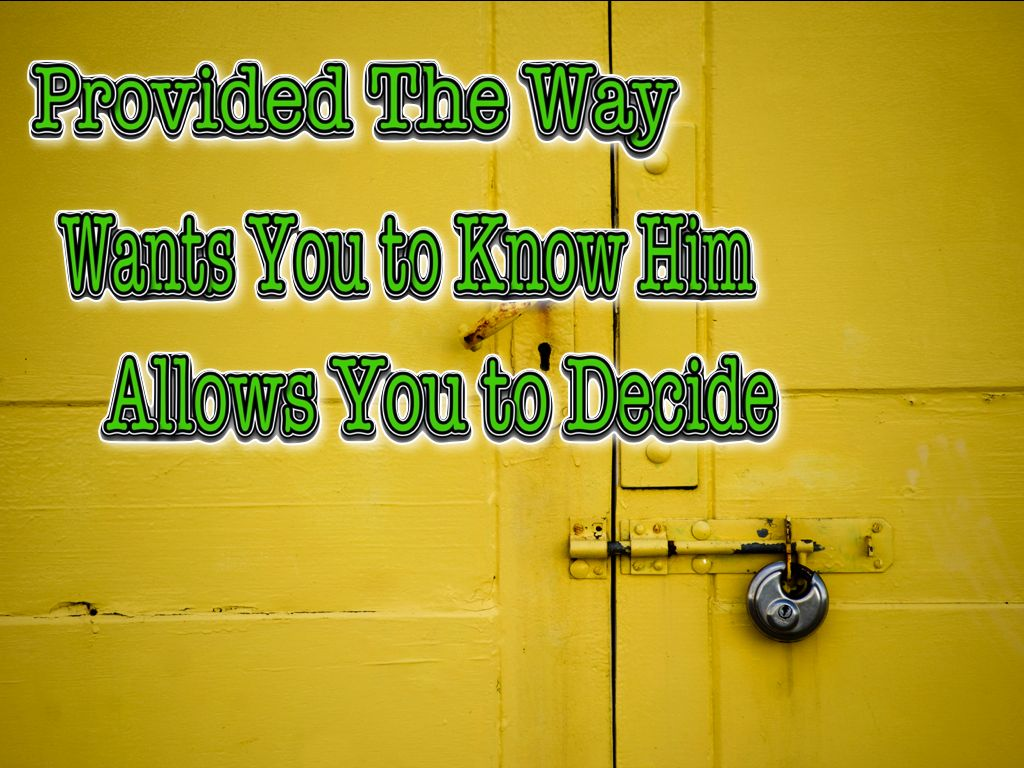 Provided The Way
Wants You to Know Him
Allows You to Decide